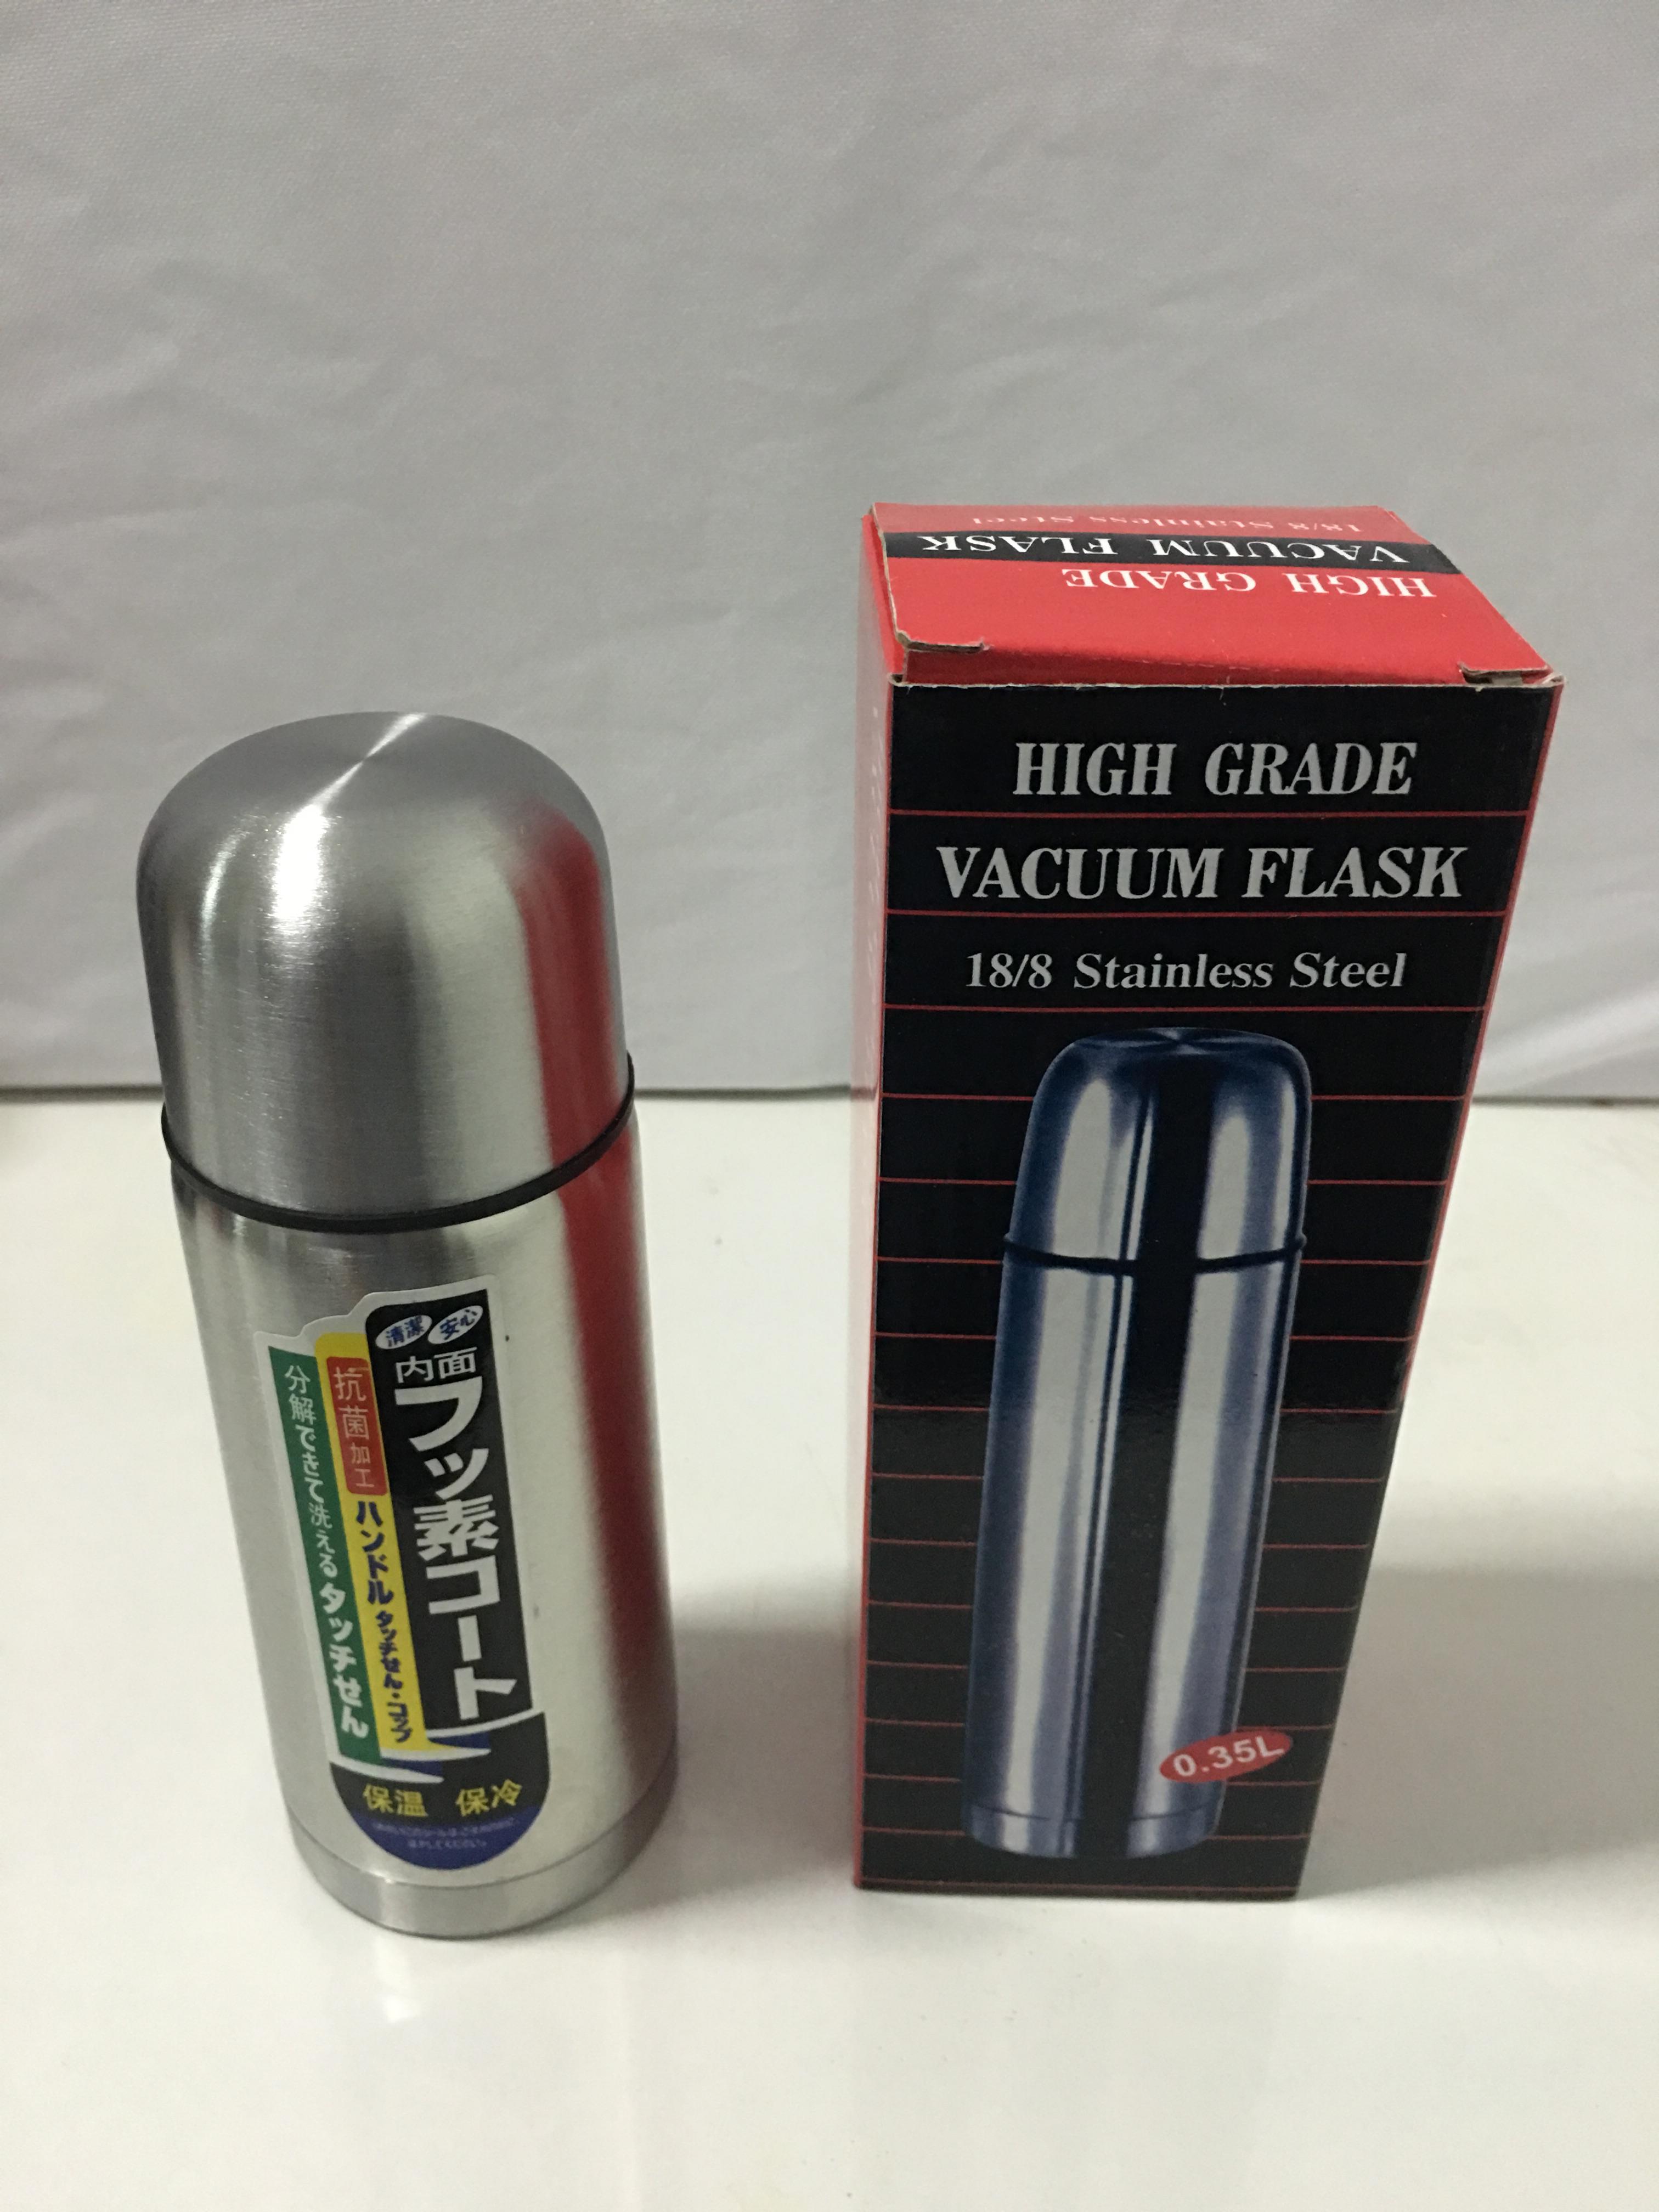 清潔 安心
内面
フッ素コート
抗菌加工 ハンドル タッチせん・コップ
分解できて洗える タッチせん
保温 保冷
18/8 Stainless Steel
VACUUM FLASK
HIGH GRADE
HIGH GRADE
VACUUM FLASK
18/8 Stainless Steel
0.35L